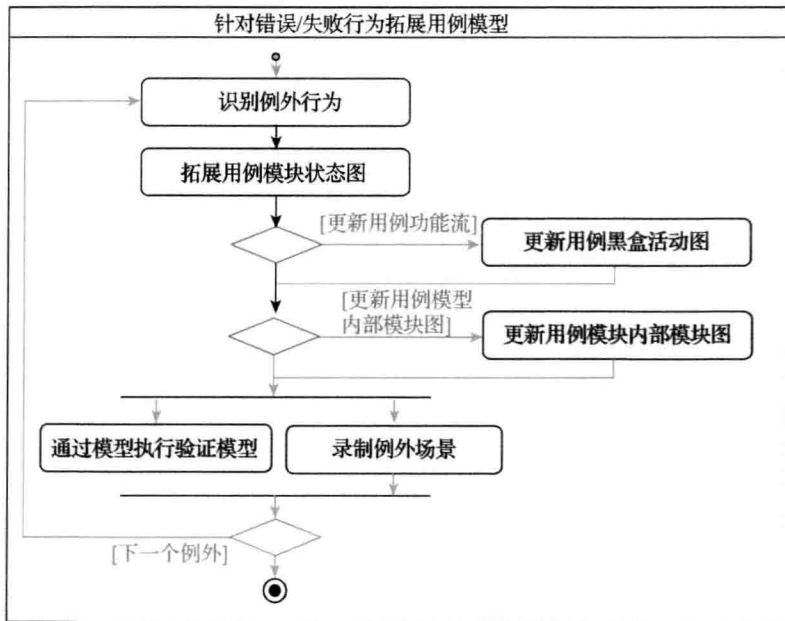 针对错误/失败行为拓展用例模型
识别例外行为
拓展用例模块状态图
[更新用例功能流]
更新用例黑盒活动图
[更新用例模型
内部模块图]
更新用例模块内部模块图
通过模型执行验证模型
录制例外场景
[下一个例外]